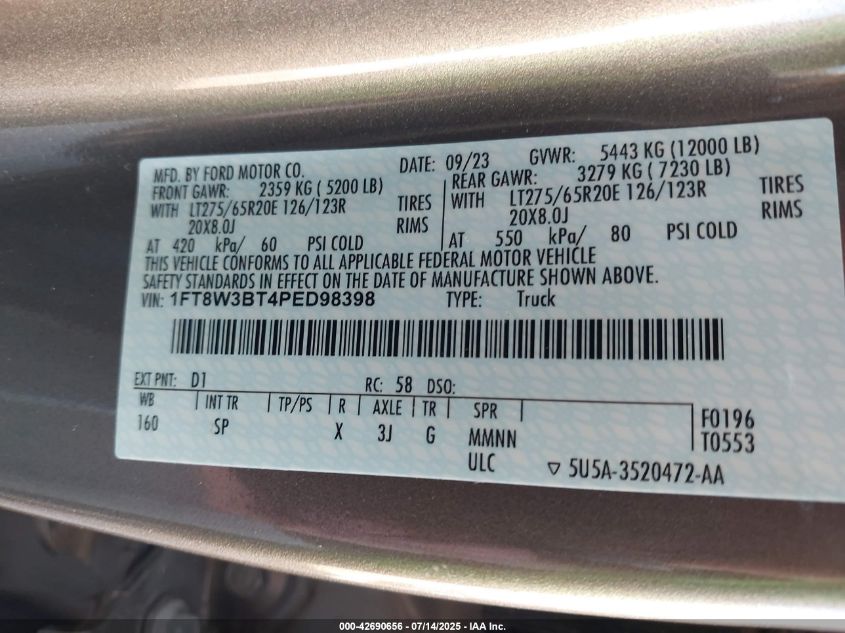 MFD. BY FORD MOTOR CO. DATE: 09/23 GVWR: 5443 KG (12000 LB)
FRONT GAWR: 2359 KG ( 5200 LB) REAR GAWR: 3279 KG ( 7230 LB)
WITH LT275/65R20E 126/123R TIRES WITH LT275/65R20E 126/123R TIRES
20X8.0J RIMS 20X8.0J RIMS
AT 420 kPa/ 60 PSI COLD AT 550 kPa/ 80 PSI COLD
THIS VEHICLE CONFORMS TO ALL APPLICABLE FEDERAL MOTOR VEHICLE
SAFETY STANDARDS IN EFFECT ON THE DATE OF MANUFACTURE SHOWN ABOVE.
VIN: 1FT8W3BT4PED98398 TYPE: Truck
EXT PNT: D1 RC: 58 DSO:
WB INT TR TP/PS R AXLE TR SPR F0196
160 SP X 3J G MMNN T0553
ULC ▽ 5U5A-3520472-AA
000-42690656 - 07/14/2025 - IAA Inc.